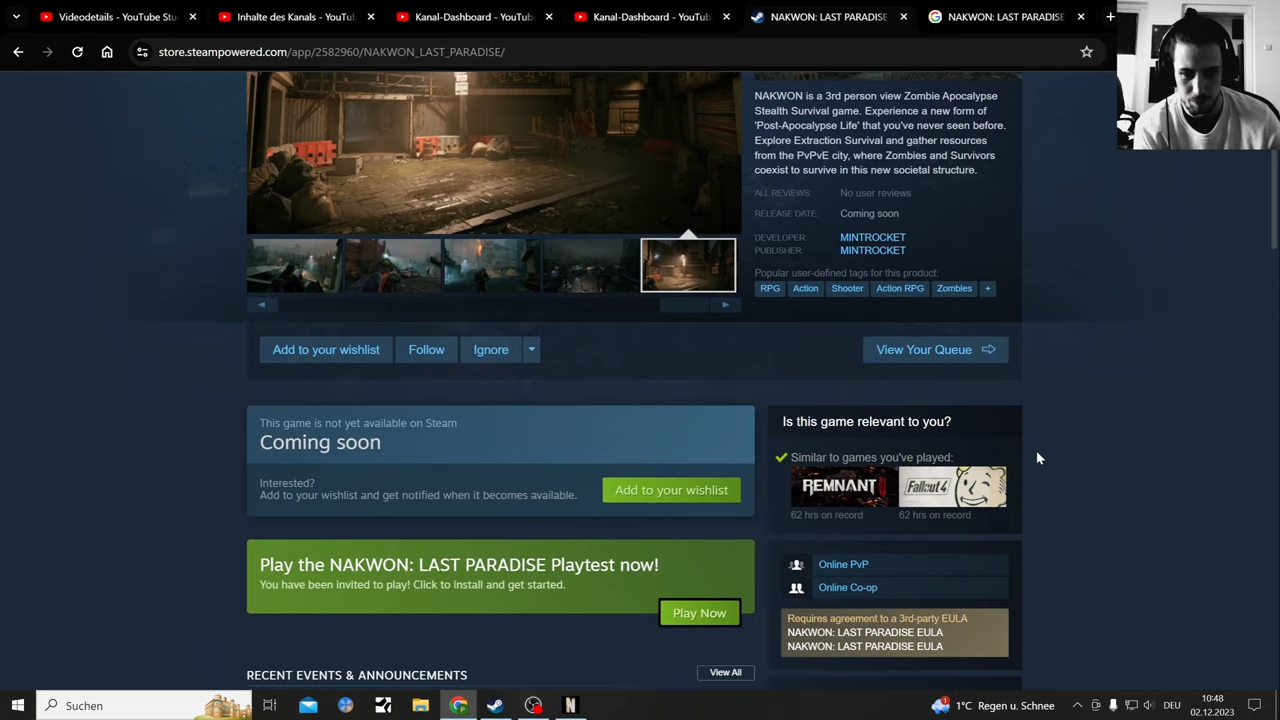 Videodetails - YouTube Stu
Inhalte des Kanals - YouTu
Kanal-Dashboard - YouTub
Kanal-Dashboard - YouTub
NAKWON: LAST PARADISE
NAKWON: LAST PARADISE
store.steampowered.com/app/2582960/NAKWON_LAST_PARADISE/
NAKWON is a 3rd person view Zombie Apocalypse
Stealth Survival game. Experience a new form of
'Post-Apocalypse Life' that you've never seen before.
Explore Extraction Survival and gather resources
from the PvPvE city, where Zombies and Survivors
coexist to survive in this new societal structure.
ALL REVIEWS: No user reviews
RELEASE DATE: Coming soon
DEVELOPER: MINTROCKET
PUBLISHER: MINTROCKET
Popular user-defined tags for this product:
RPG Action Shooter Action RPG Zombies +
Add to your wishlist Follow Ignore View Your Queue
This game is not yet available on Steam
Coming soon
Interested?
Add to your wishlist and get notified when it becomes available.
Add to your wishlist
Is this game relevant to you?
Similar to games you've played:
REMNANT II Fallout 4
62 hrs on record 62 hrs on record
Play the NAKWON: LAST PARADISE Playtest now!
You have been invited to play! Click to install and get started.
Play Now
Online PvP
Online Co-op
Requires agreement to a 3rd-party EULA
NAKWON: LAST PARADISE EULA
NAKWON: LAST PARADISE EULA
RECENT EVENTS & ANNOUNCEMENTS View All
Suchen
1°C Regen u. Schnee
DEU
10:48
02.12.2023